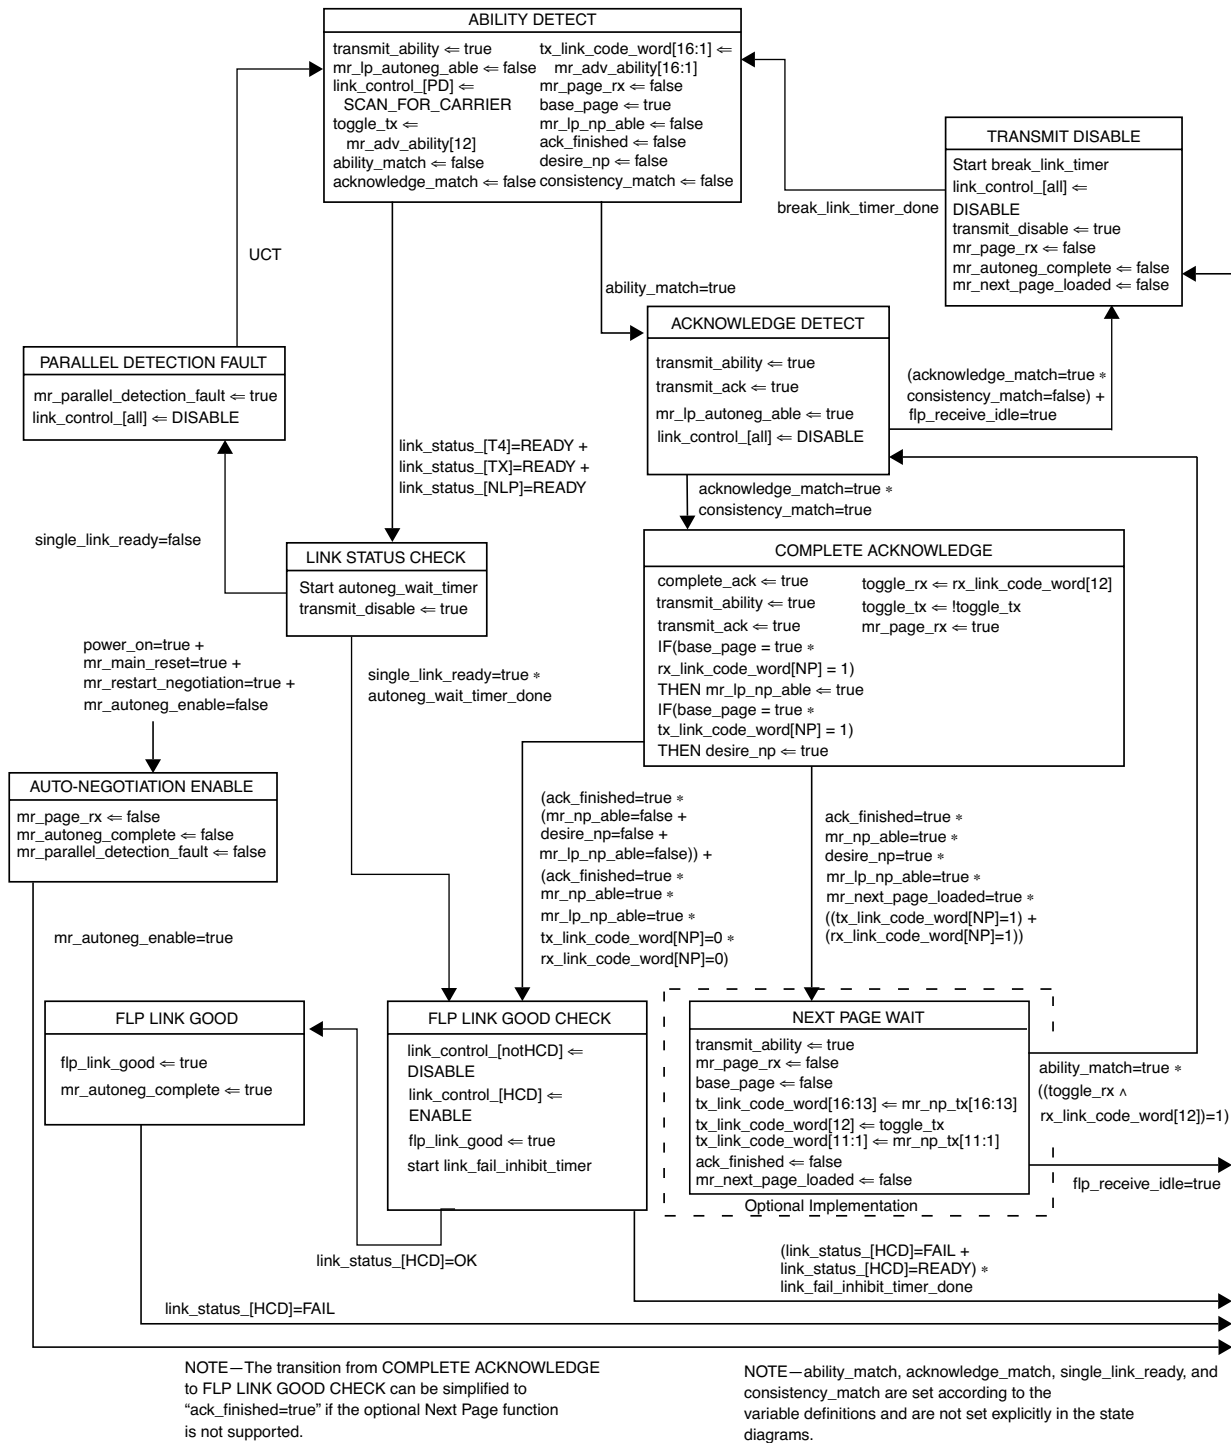 ABILITY DETECT
transmit_ability ⇐ true
mr_lp_autoneg_able ⇐ false
link_control_[PD] ⇐
SCAN_FOR_CARRIER
toggle_tx ⇐
mr_adv_ability[12]
ability_match ⇐ false
acknowledge_match ⇐ false
tx_link_code_word[16:1] ⇐
mr_adv_ability[16:1]
mr_page_rx ⇐ false
base_page ⇐ true
mr_lp_np_able ⇐ false
ack_finished ⇐ false
desire_np ⇐ false
consistency_match ⇐ false
TRANSMIT DISABLE
Start break_link_timer
link_control_[all] ⇐
DISABLE
transmit_disable ⇐ true
mr_page_rx ⇐ false
mr_autoneg_complete ⇐ false
mr_next_page_loaded ⇐ false
break_link_timer_done
UCT
ability_match=true
ACKNOWLEDGE DETECT
transmit_ability ⇐ true
transmit_ack ⇐ true
mr_lp_autoneg_able ⇐ true
link_control_[all] ⇐ DISABLE
(acknowledge_match=true *
consistency_match=false) +
flp_receive_idle=true
PARALLEL DETECTION FAULT
mr_parallel_detection_fault ⇐ true
link_control_[all] ⇐ DISABLE
link_status_[T4]=READY +
link_status_[TX]=READY +
link_status_[NLP]=READY
acknowledge_match=true *
consistency_match=true
single_link_ready=false
LINK STATUS CHECK
Start autoneg_wait_timer
transmit_disable ⇐ true
COMPLETE ACKNOWLEDGE
complete_ack ⇐ true
transmit_ability ⇐ true
transmit_ack ⇐ true
IF(base_page = true *
rx_link_code_word[NP] = 1)
THEN mr_lp_np_able ⇐ true
IF(base_page = true *
tx_link_code_word[NP] = 1)
THEN desire_np ⇐ true
toggle_rx ⇐ rx_link_code_word[12]
toggle_tx ⇐ !toggle_tx
mr_page_rx ⇐ true
power_on=true +
mr_main_reset=true +
mr_restart_negotiation=true +
mr_autoneg_enable=false
single_link_ready=true *
autoneg_wait_timer_done
AUTO-NEGOTIATION ENABLE
mr_page_rx ⇐ false
mr_autoneg_complete ⇐ false
mr_parallel_detection_fault ⇐ false
(ack_finished=true *
(mr_np_able=false +
desire_np=false +
mr_lp_np_able=false)) +
(ack_finished=true *
mr_np_able=true *
mr_lp_np_able=true *
tx_link_code_word[NP]=0 *
rx_link_code_word[NP]=0)
ack_finished=true *
mr_np_able=true *
desire_np=true *
mr_lp_np_able=true *
mr_next_page_loaded=true *
((tx_link_code_word[NP]=1) +
(rx_link_code_word[NP]=1))
mr_autoneg_enable=true
FLP LINK GOOD
flp_link_good ⇐ true
mr_autoneg_complete ⇐ true
FLP LINK GOOD CHECK
link_control_[notHCD] ⇐
DISABLE
link_control_[HCD] ⇐
ENABLE
flp_link_good ⇐ true
start link_fail_inhibit_timer
NEXT PAGE WAIT
transmit_ability ⇐ true
mr_page_rx ⇐ false
base_page ⇐ false
tx_link_code_word[16:13] ⇐ mr_np_tx[16:13]
tx_link_code_word[12] ⇐ toggle_tx
tx_link_code_word[11:1] ⇐ mr_np_tx[11:1]
ack_finished ⇐ false
mr_next_page_loaded ⇐ false
Optional Implementation
ability_match=true *
((toggle_rx ∧
rx_link_code_word[12])=1)
flp_receive_idle=true
link_status_[HCD]=OK
(link_status_[HCD]=FAIL +
link_status_[HCD]=READY) *
link_fail_inhibit_timer_done
link_status_[HCD]=FAIL
NOTE—The transition from COMPLETE ACKNOWLEDGE
to FLP LINK GOOD CHECK can be simplified to
“ack_finished=true” if the optional Next Page function
is not supported.
NOTE—ability_match, acknowledge_match, single_link_ready, and
consistency_match are set according to the
variable definitions and are not set explicitly in the state
diagrams.